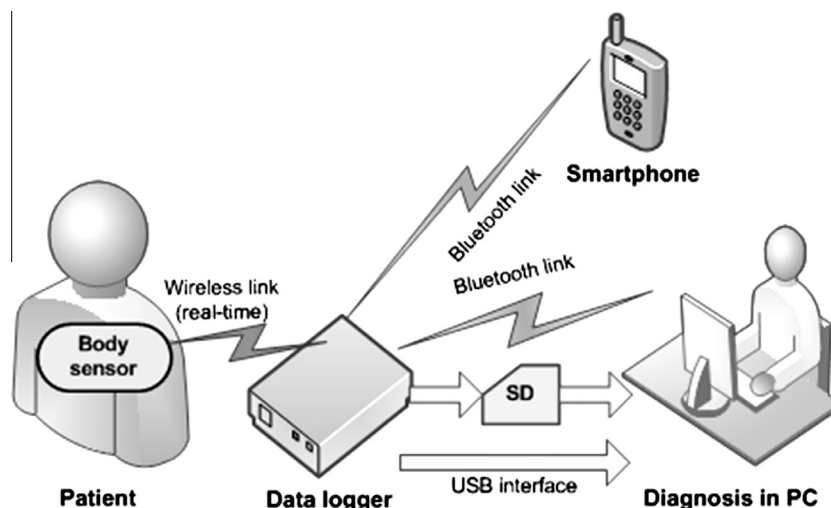 Smartphone
Bluetooth link
Bluetooth link
Wireless link
(real-time)
Body
sensor
SD
USB interface
Patient
Data logger
Diagnosis in PC